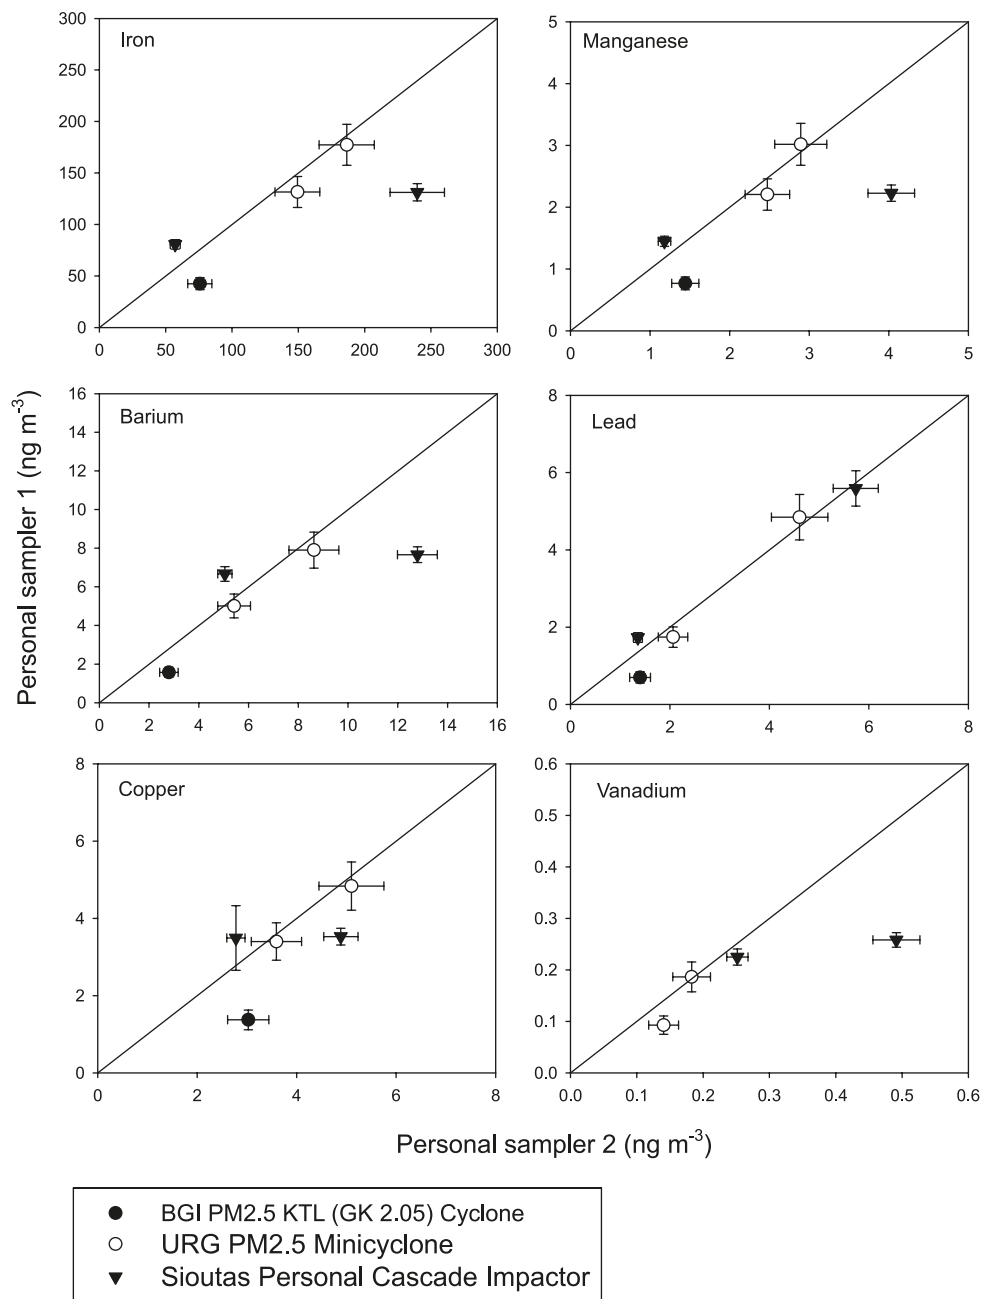 Iron
300
250
200
150
100
50
0
0 50 100 150 200 250 300
Manganese
5
4
3
2
1
0
0 1 2 3 4 5
Barium
16
14
12
10
8
6
4
2
0
0 2 4 6 8 10 12 14 16
Lead
8
6
4
2
0
0 2 4 6 8
Copper
8
6
4
2
0
0 2 4 6 8
Vanadium
0.6
0.5
0.4
0.3
0.2
0.1
0.0
0.0 0.1 0.2 0.3 0.4 0.5 0.6
Personal sampler 1 (ng m⁻³)
Personal sampler 2 (ng m⁻³)
BGI PM2.5 KTL (GK 2.05) Cyclone
URG PM2.5 Minicyclone
Sioutas Personal Cascade Impactor